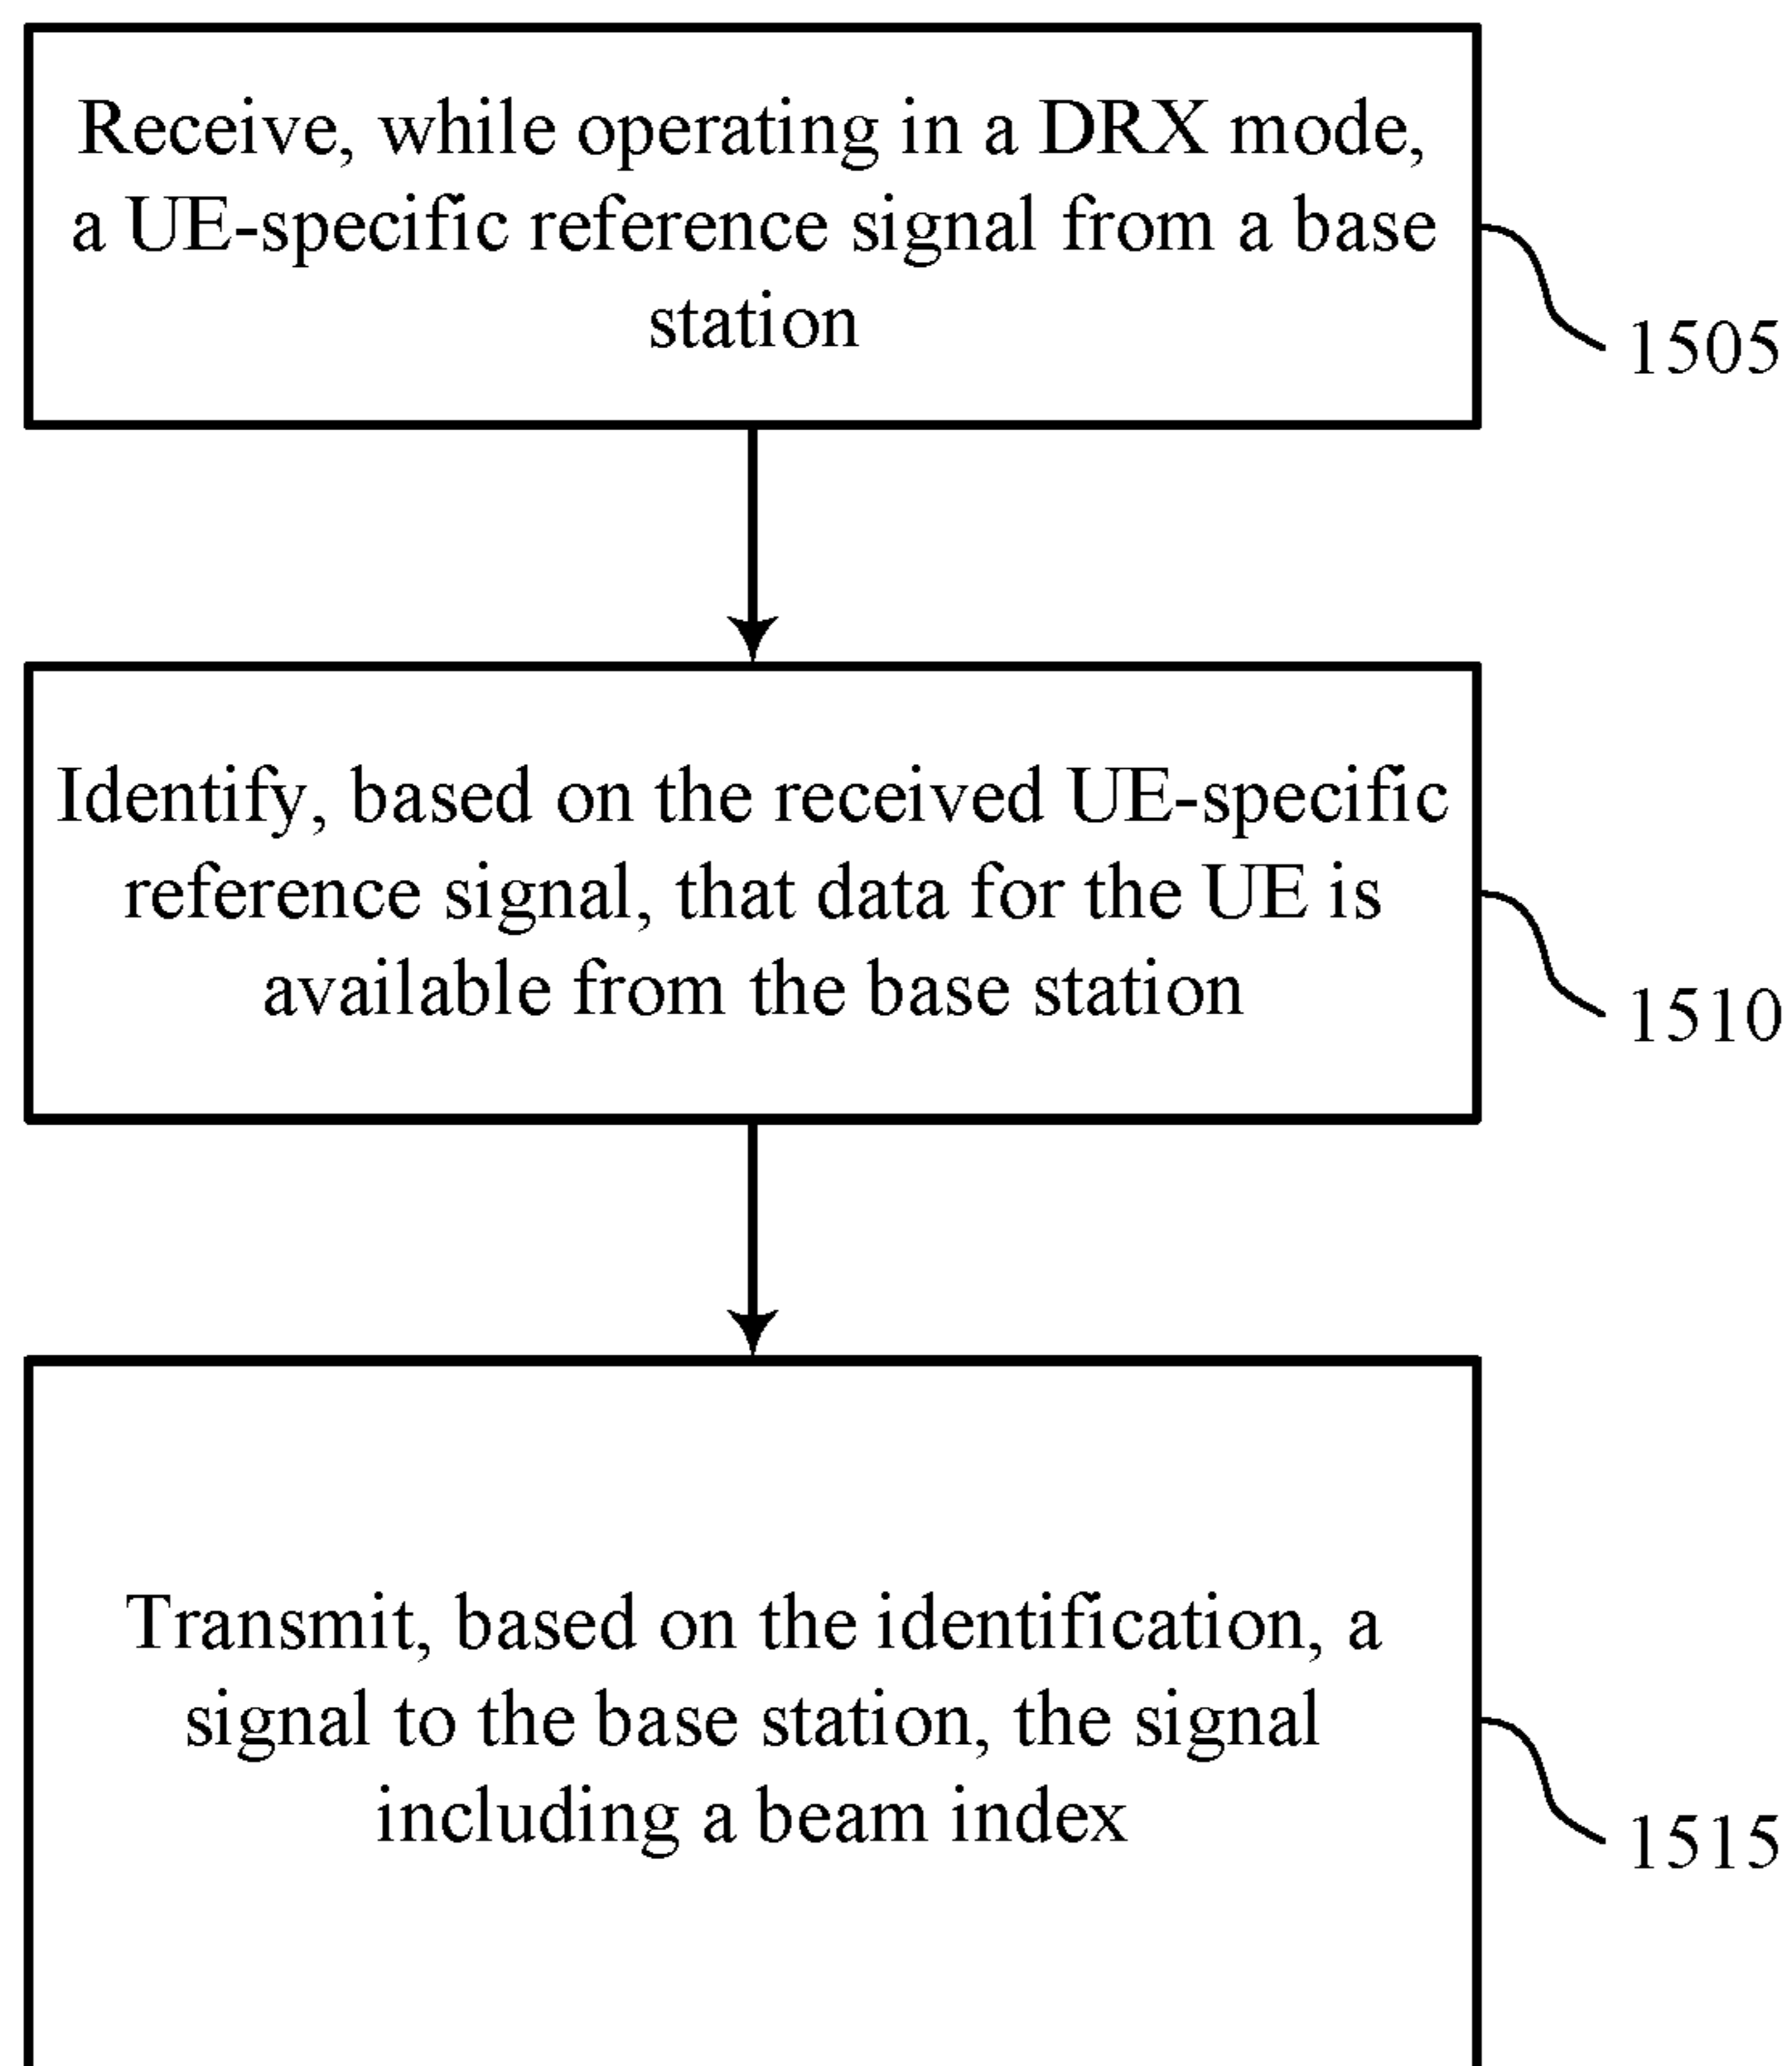 Receive, while operating in a DRX mode,
a UE-specific reference signal from a base
station
1505
Identify, based on the received UE-specific
reference signal, that data for the UE is
available from the base station
1510
Transmit, based on the identification, a
signal to the base station, the signal
including a beam index
1515